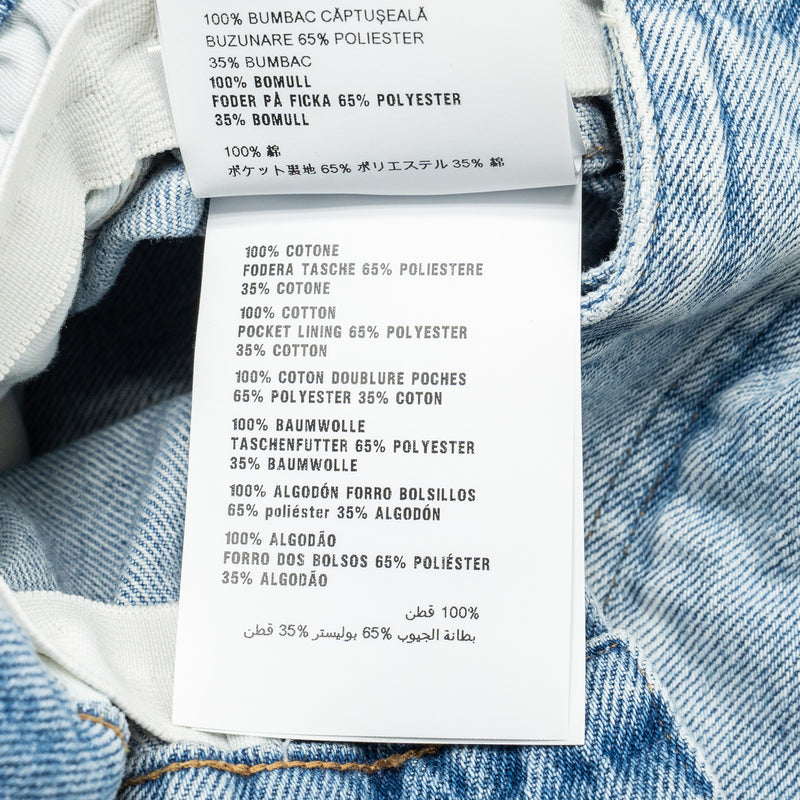 100% BUMBAC CĂPTUȘEALĂ
BUZUNARE 65% POLIESTER
35% BUMBAC
100% BOMULL
FODER PÅ FICKA 65% POLYESTER
35% BOMULL
100% 綿
ポケット裏地 65% ポリエステル 35% 綿
100% COTONE
FODERA TASCHE 65% POLIESTERE
35% COTONE
100% COTTON
POCKET LINING 65% POLYESTER
35% COTTON
100% COTON DOUBLURE POCHES
65% POLYESTER 35% COTON
100% BAUMWOLLE
TASCHENFUTTER 65% POLYESTER
35% BAUMWOLLE
100% ALGODÓN FORRO BOLSILLOS
65% poliéster 35% ALGODÓN
100% ALGODÃO
FORRO DOS BOLSOS 65% POLIÉSTER
35% ALGODÃO
100% قطن
بطانة الجيوب 65% بوليستر 35% قطن